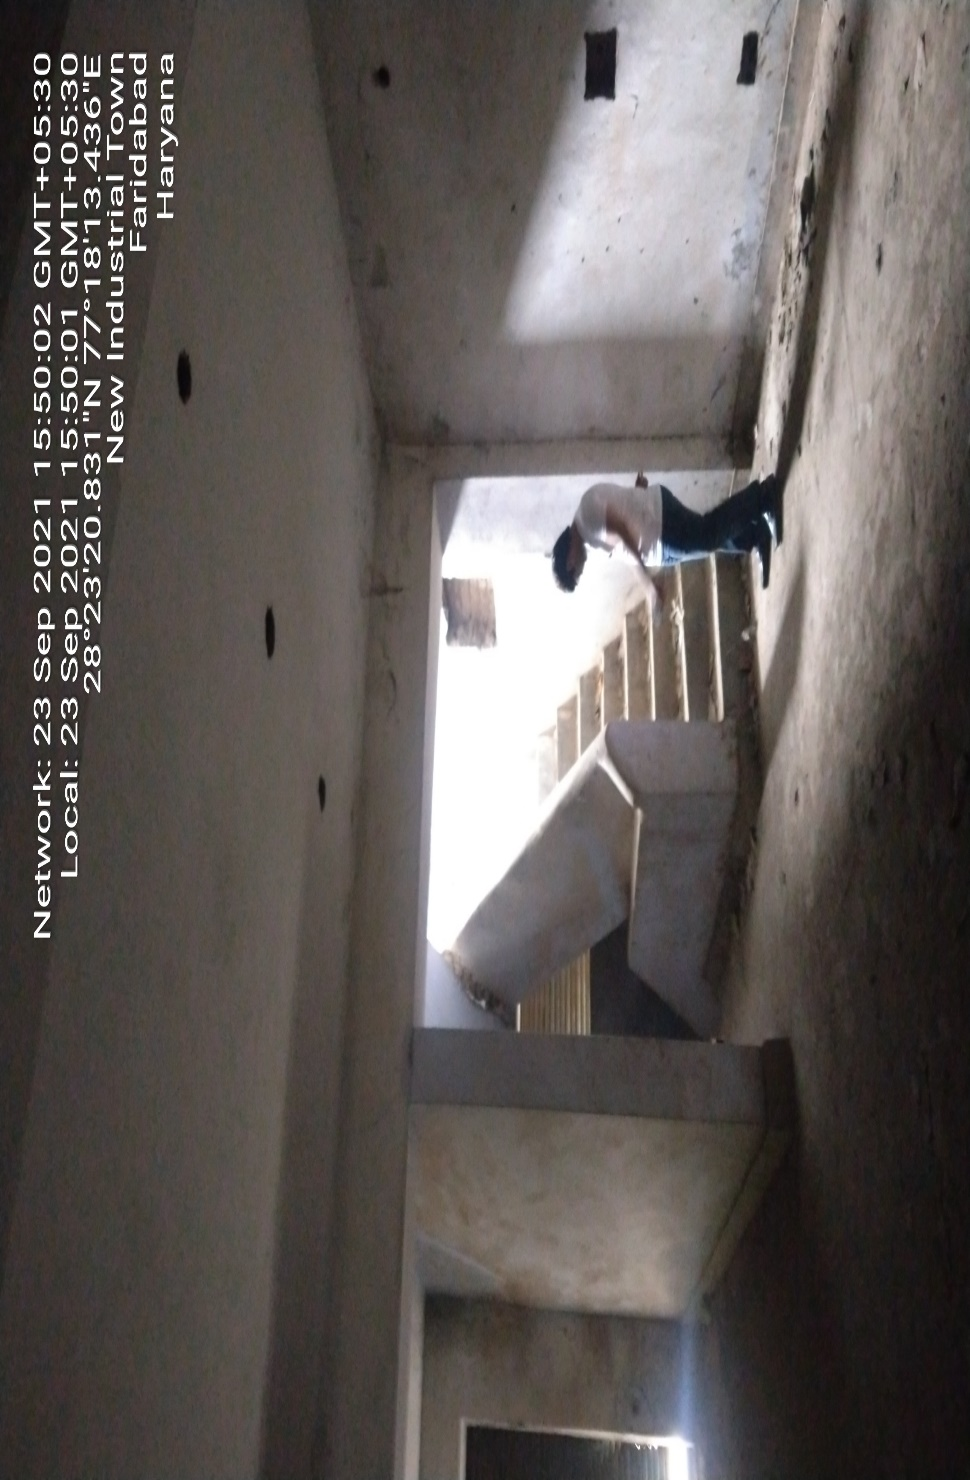 Network: 23 Sep 2021 15:50:02 GMT+05:30
Local: 23 Sep 2021 15:50:01 GMT+05:30
28°23'20.831"N 77°18'13.436"E
New Industrial Town
Faridabad
Haryana